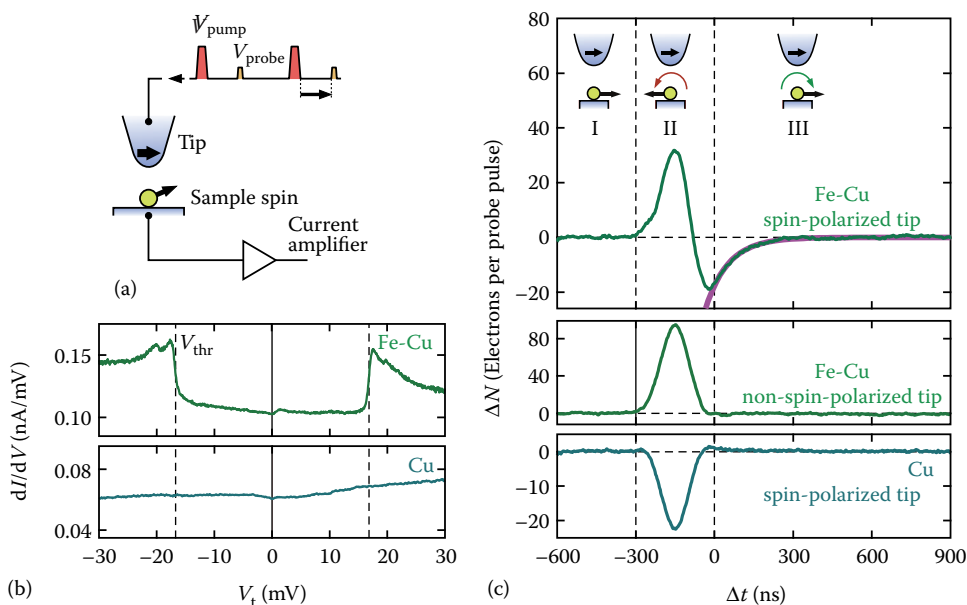 V_pump
V_probe
Tip
Sample spin
Current
amplifier
(a)
0.15
0.10
0.08
0.04
dI/dV (nA/mV)
V_thr
Fe-Cu
Cu
−30 −20 −10 0 10 20 30
V_t (mV)
(b)
80
60
40
20
0
−20
80
40
0
0
−10
−20
ΔN (Electrons per probe pulse)
I II III
Fe-Cu
spin-polarized tip
Fe-Cu
non-spin-polarized tip
Cu
spin-polarized tip
−600 −300 0 300 600 900
Δt (ns)
(c)